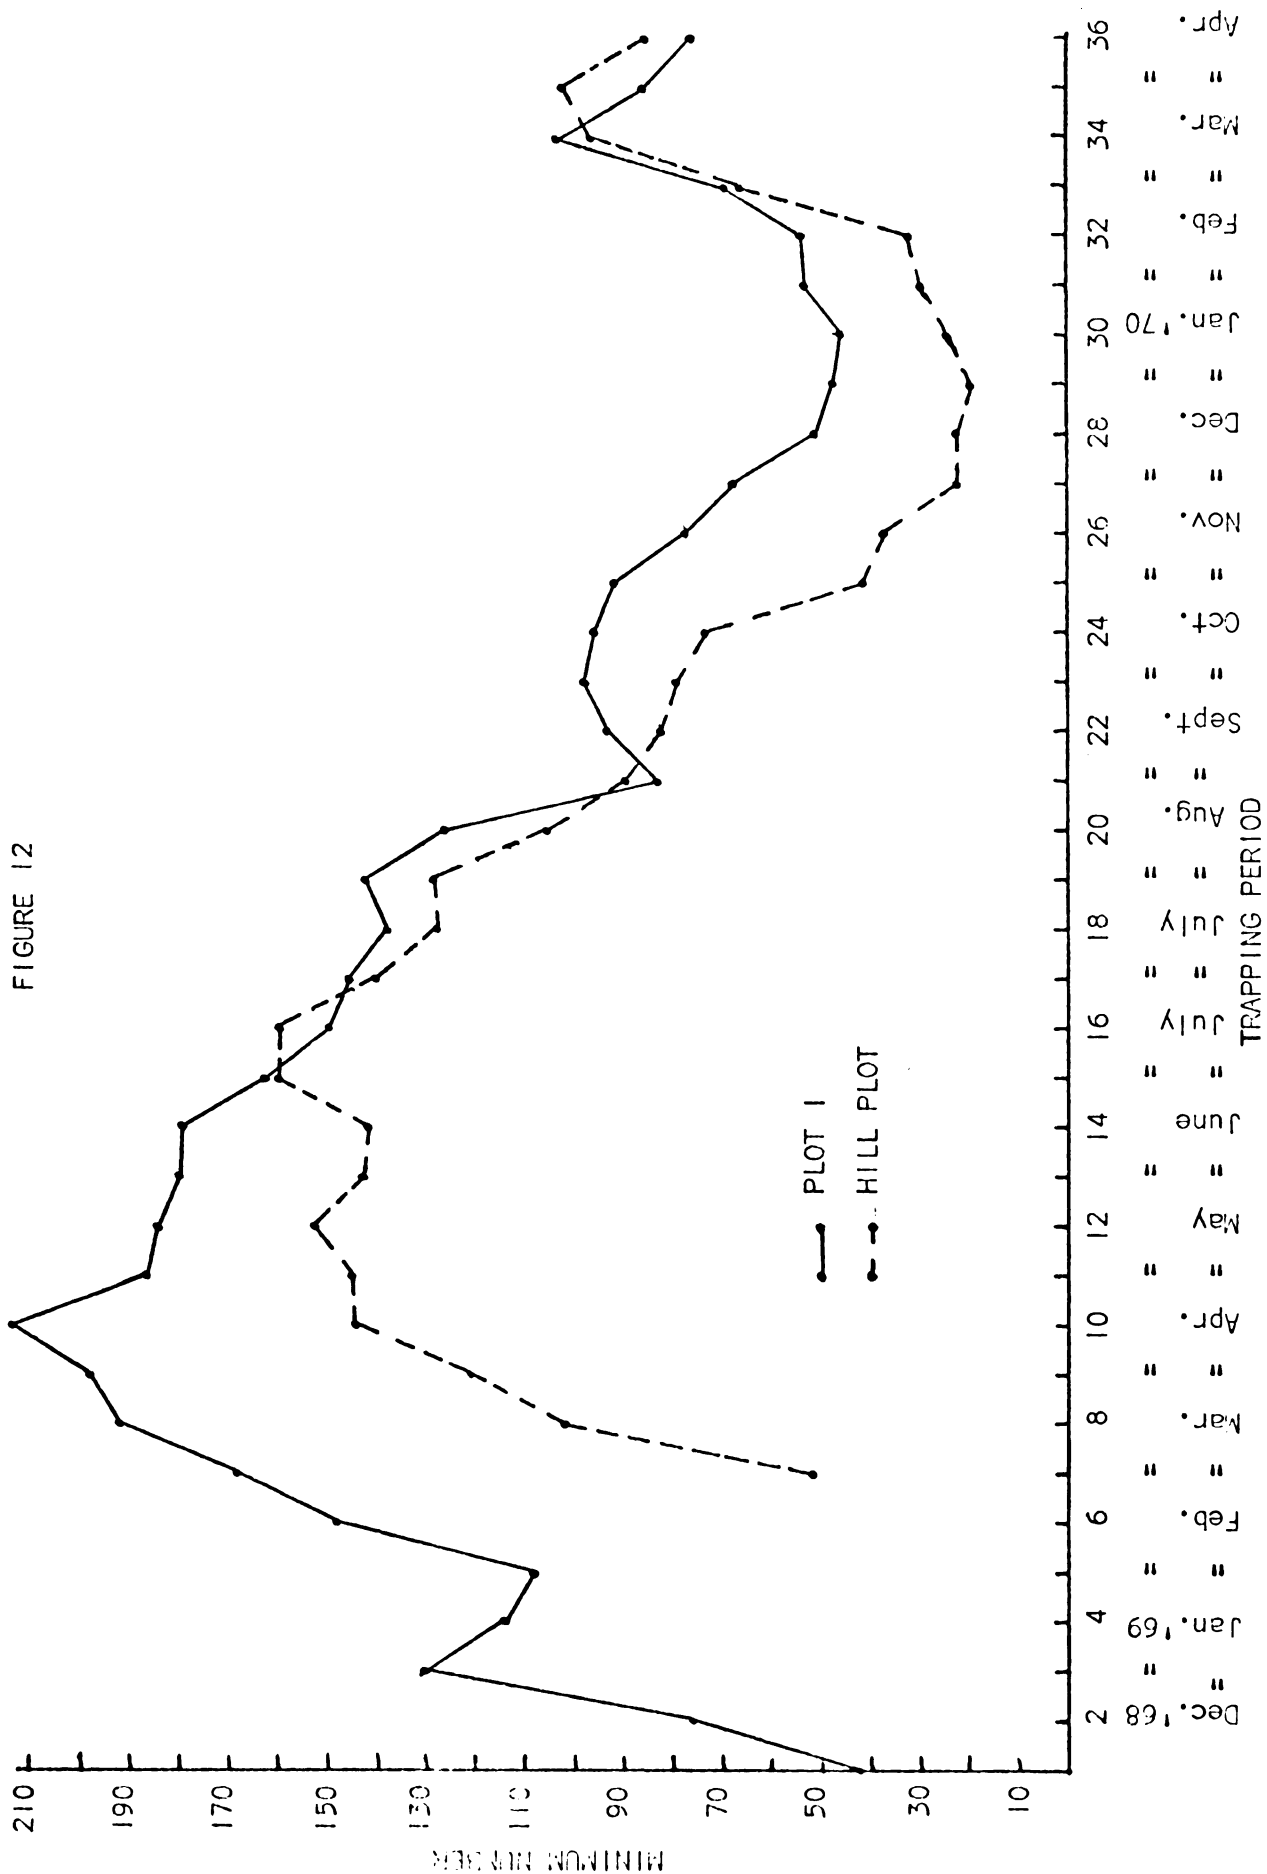 FIGURE 12
210
190
150
130
110
90
70
50
30
10
MINIMUM NUMBER
PLOT 1
HILL PLOT
2 4 6 8 10 12 14 16 18 20 22 24 26 28 30 32 34 36
" " " " " " " " " " " " " " " " "
Dec. '68 " Jan. '69 " Feb. " Mar. " Apr. " May " June " July " July " Aug. " Sept. " Oct. " Nov. " Dec. " Jan. '70 " Feb. " Mar. " Apr.
TRAPPING PERIOD